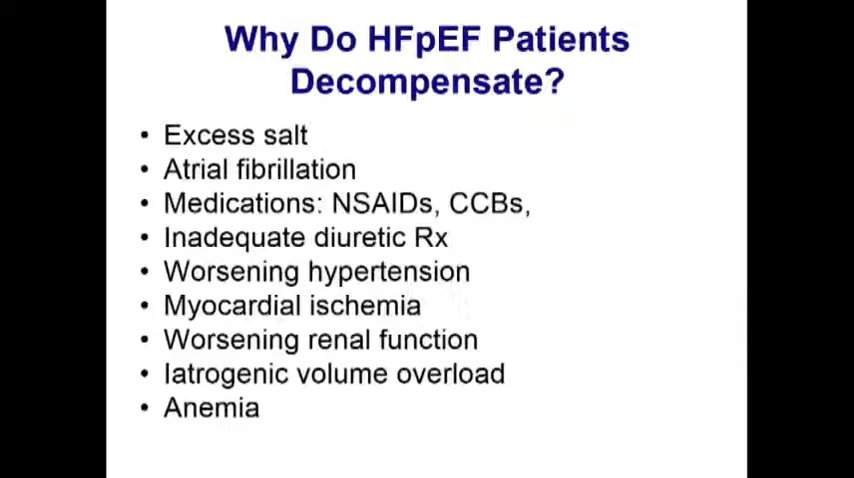 Why Do HFpEF Patients
Decompensate?
• Excess salt
• Atrial fibrillation
• Medications: NSAIDs, CCBs,
• Inadequate diuretic Rx
• Worsening hypertension
• Myocardial ischemia
• Worsening renal function
• Iatrogenic volume overload
• Anemia